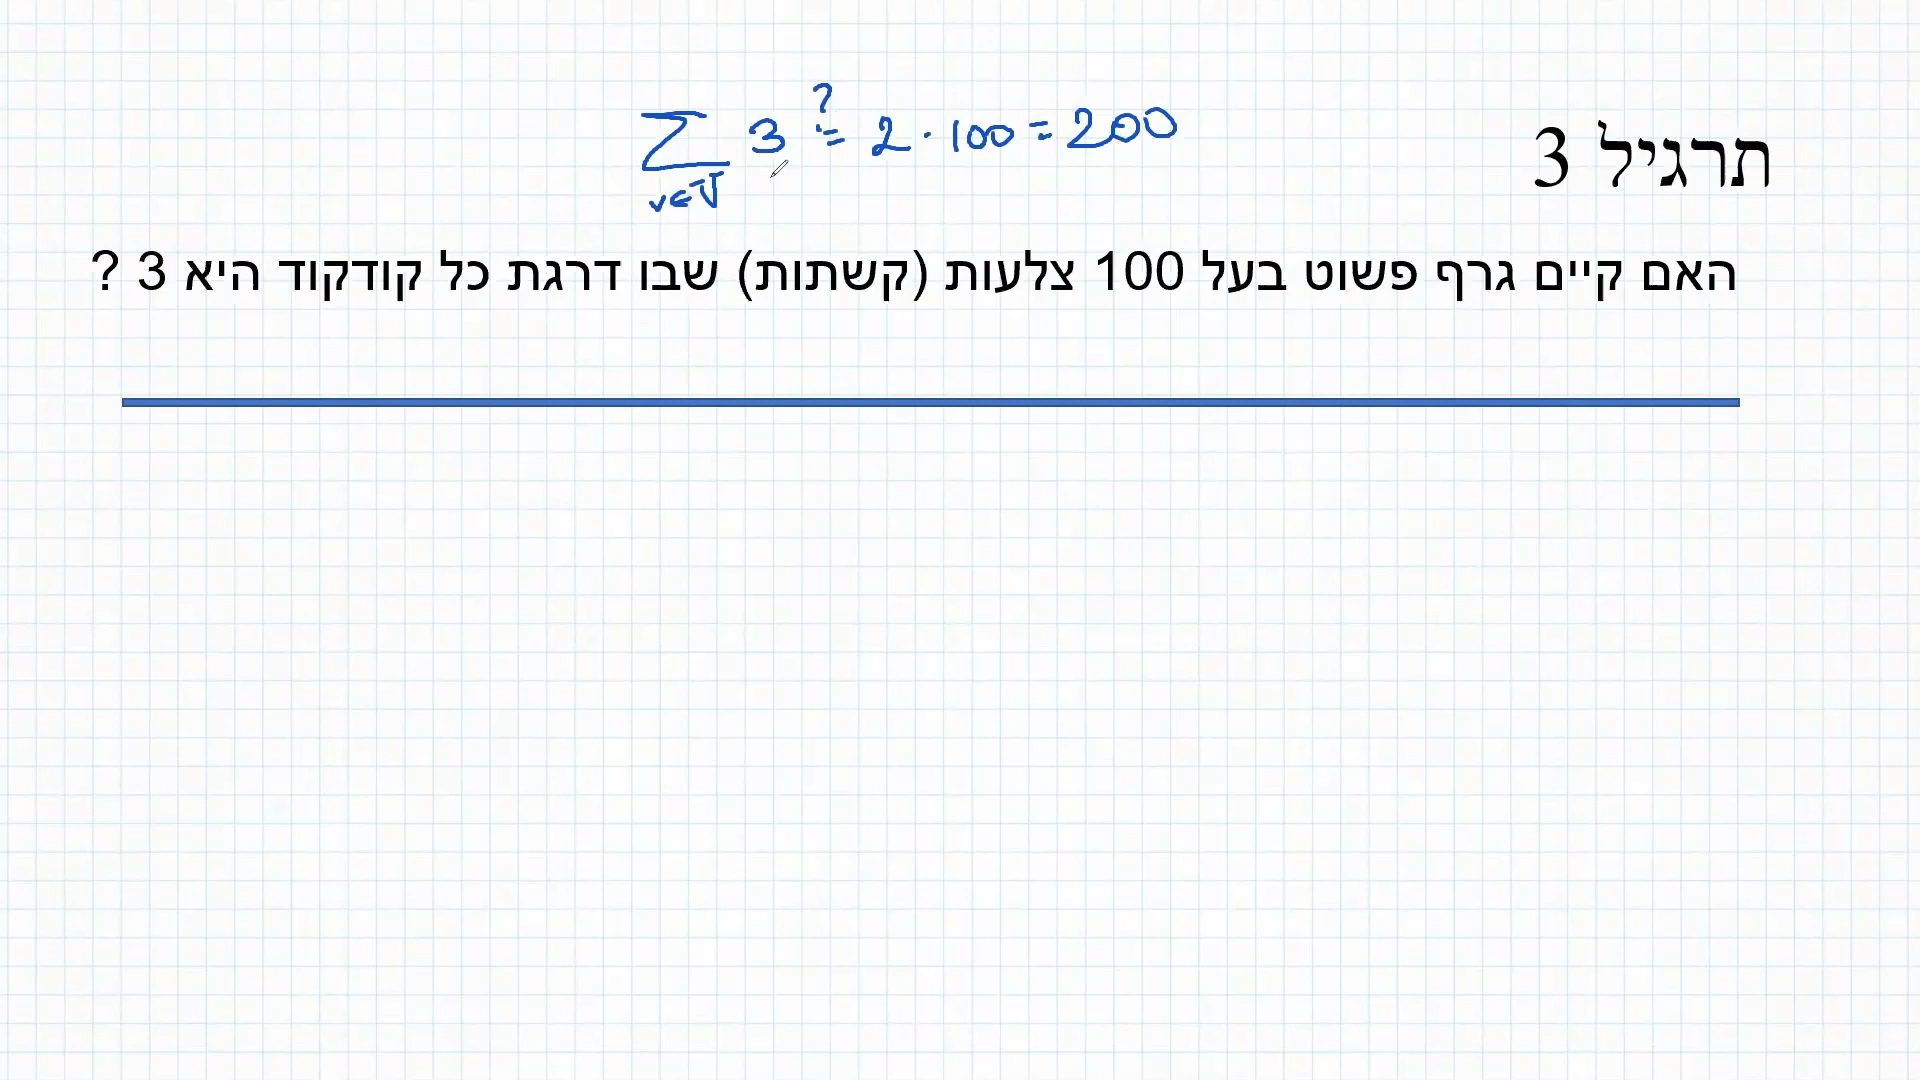 תרגיל 3
∑ 3 ≟ 2 · 100 = 200
v∈V
האם קיים גרף פשוט בעל 100 צלעות (קשתות) שבו דרגת כל קודקוד היא 3 ?